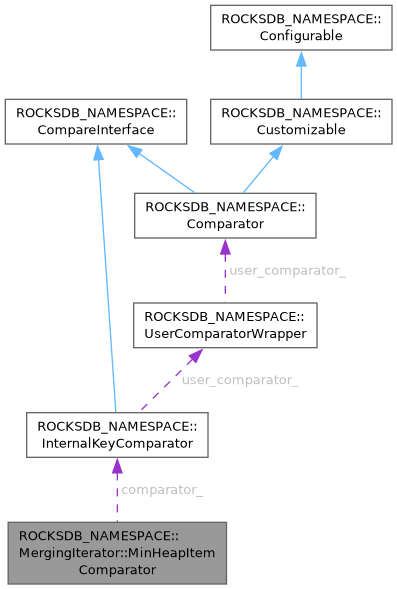 ROCKSDB_NAMESPACE::
Configurable
ROCKSDB_NAMESPACE::
CompareInterface
ROCKSDB_NAMESPACE::
Customizable
ROCKSDB_NAMESPACE::
Comparator
user_comparator_
ROCKSDB_NAMESPACE::
UserComparatorWrapper
user_comparator_
ROCKSDB_NAMESPACE::
InternalKeyComparator
comparator_
ROCKSDB_NAMESPACE::
MergingIterator::MinHeapItem
Comparator